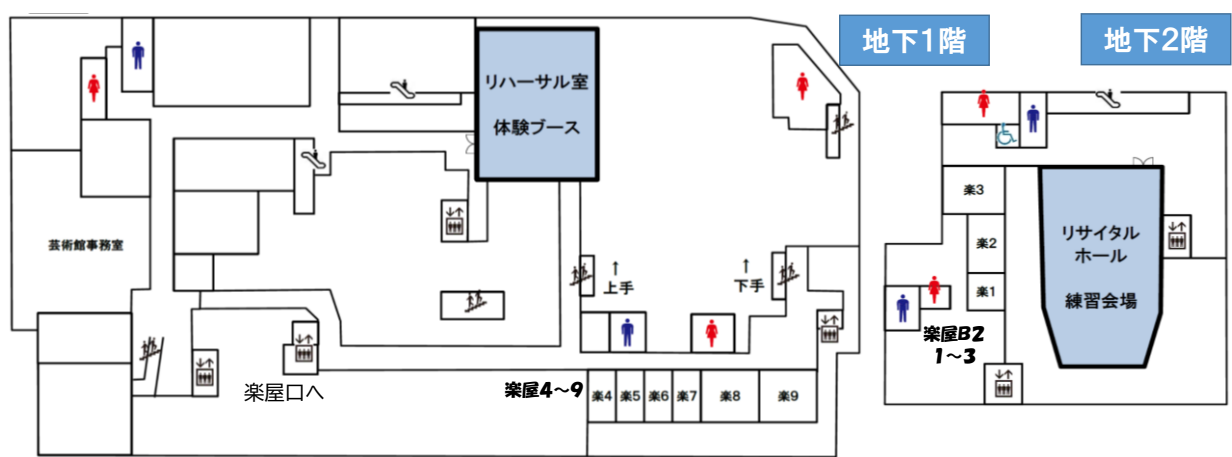 地下1階
地下2階
リハーサル室
体験ブース
芸術館事務室
↑
上手
↑
下手
楽屋口へ
楽屋4～9
楽4
楽5
楽6
楽7
楽8
楽9
楽3
楽2
楽1
リサイタル
ホール
練習会場
楽屋B2
1～3